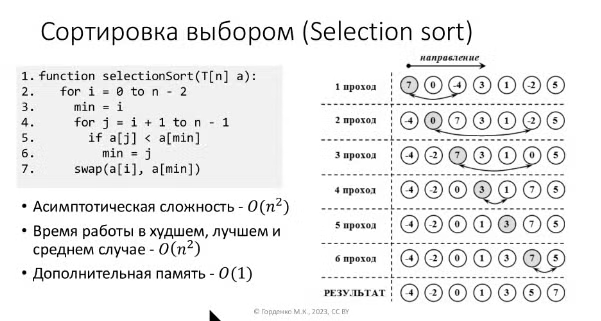 Сортировка выбором (Selection sort)
1. function selectionSort(T[n] a):
2. for i = 0 to n - 2
3. min = i
4. for j = i + 1 to n - 1
5. if a[j] < a[min]
6. min = j
7. swap(a[i], a[min])
• Асимптотическая сложность - O(n²)
• Время работы в худшем, лучшем и
среднем случае - O(n²)
• Дополнительная память - O(1)
направление
1 проход 7 0 -4 3 1 -2 5
2 проход -4 0 7 3 1 -2 5
3 проход -4 -2 7 3 1 0 5
4 проход -4 -2 0 3 1 7 5
5 проход -4 -2 0 1 3 7 5
6 проход -4 -2 0 1 3 7 5
РЕЗУЛЬТАТ -4 -2 0 1 3 5 7
© Горденко М.К., 2023, CC BY